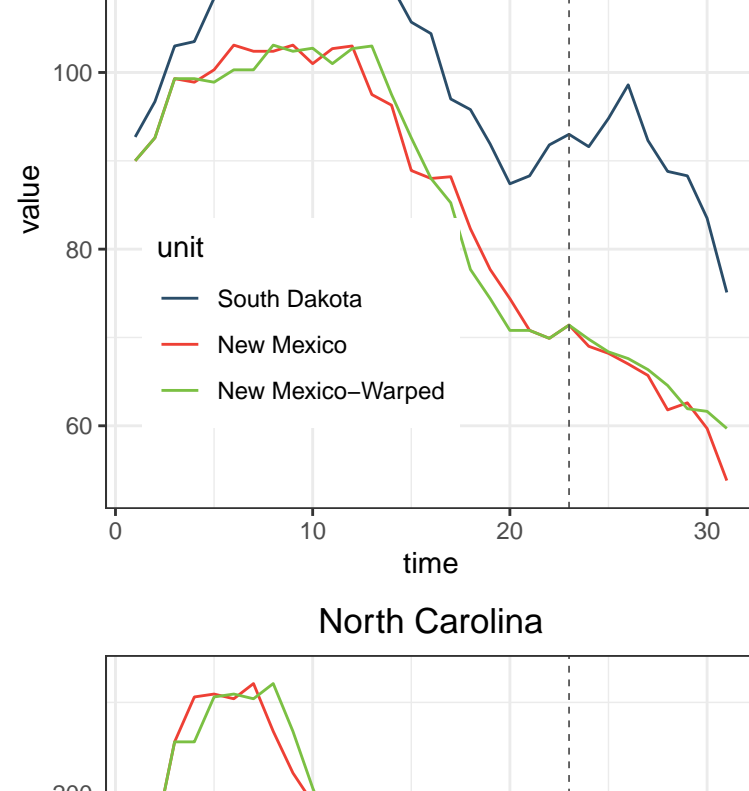 100
80
60
value
unit
South Dakota
New Mexico
New Mexico−Warped
0 10 20 30
time
North Carolina